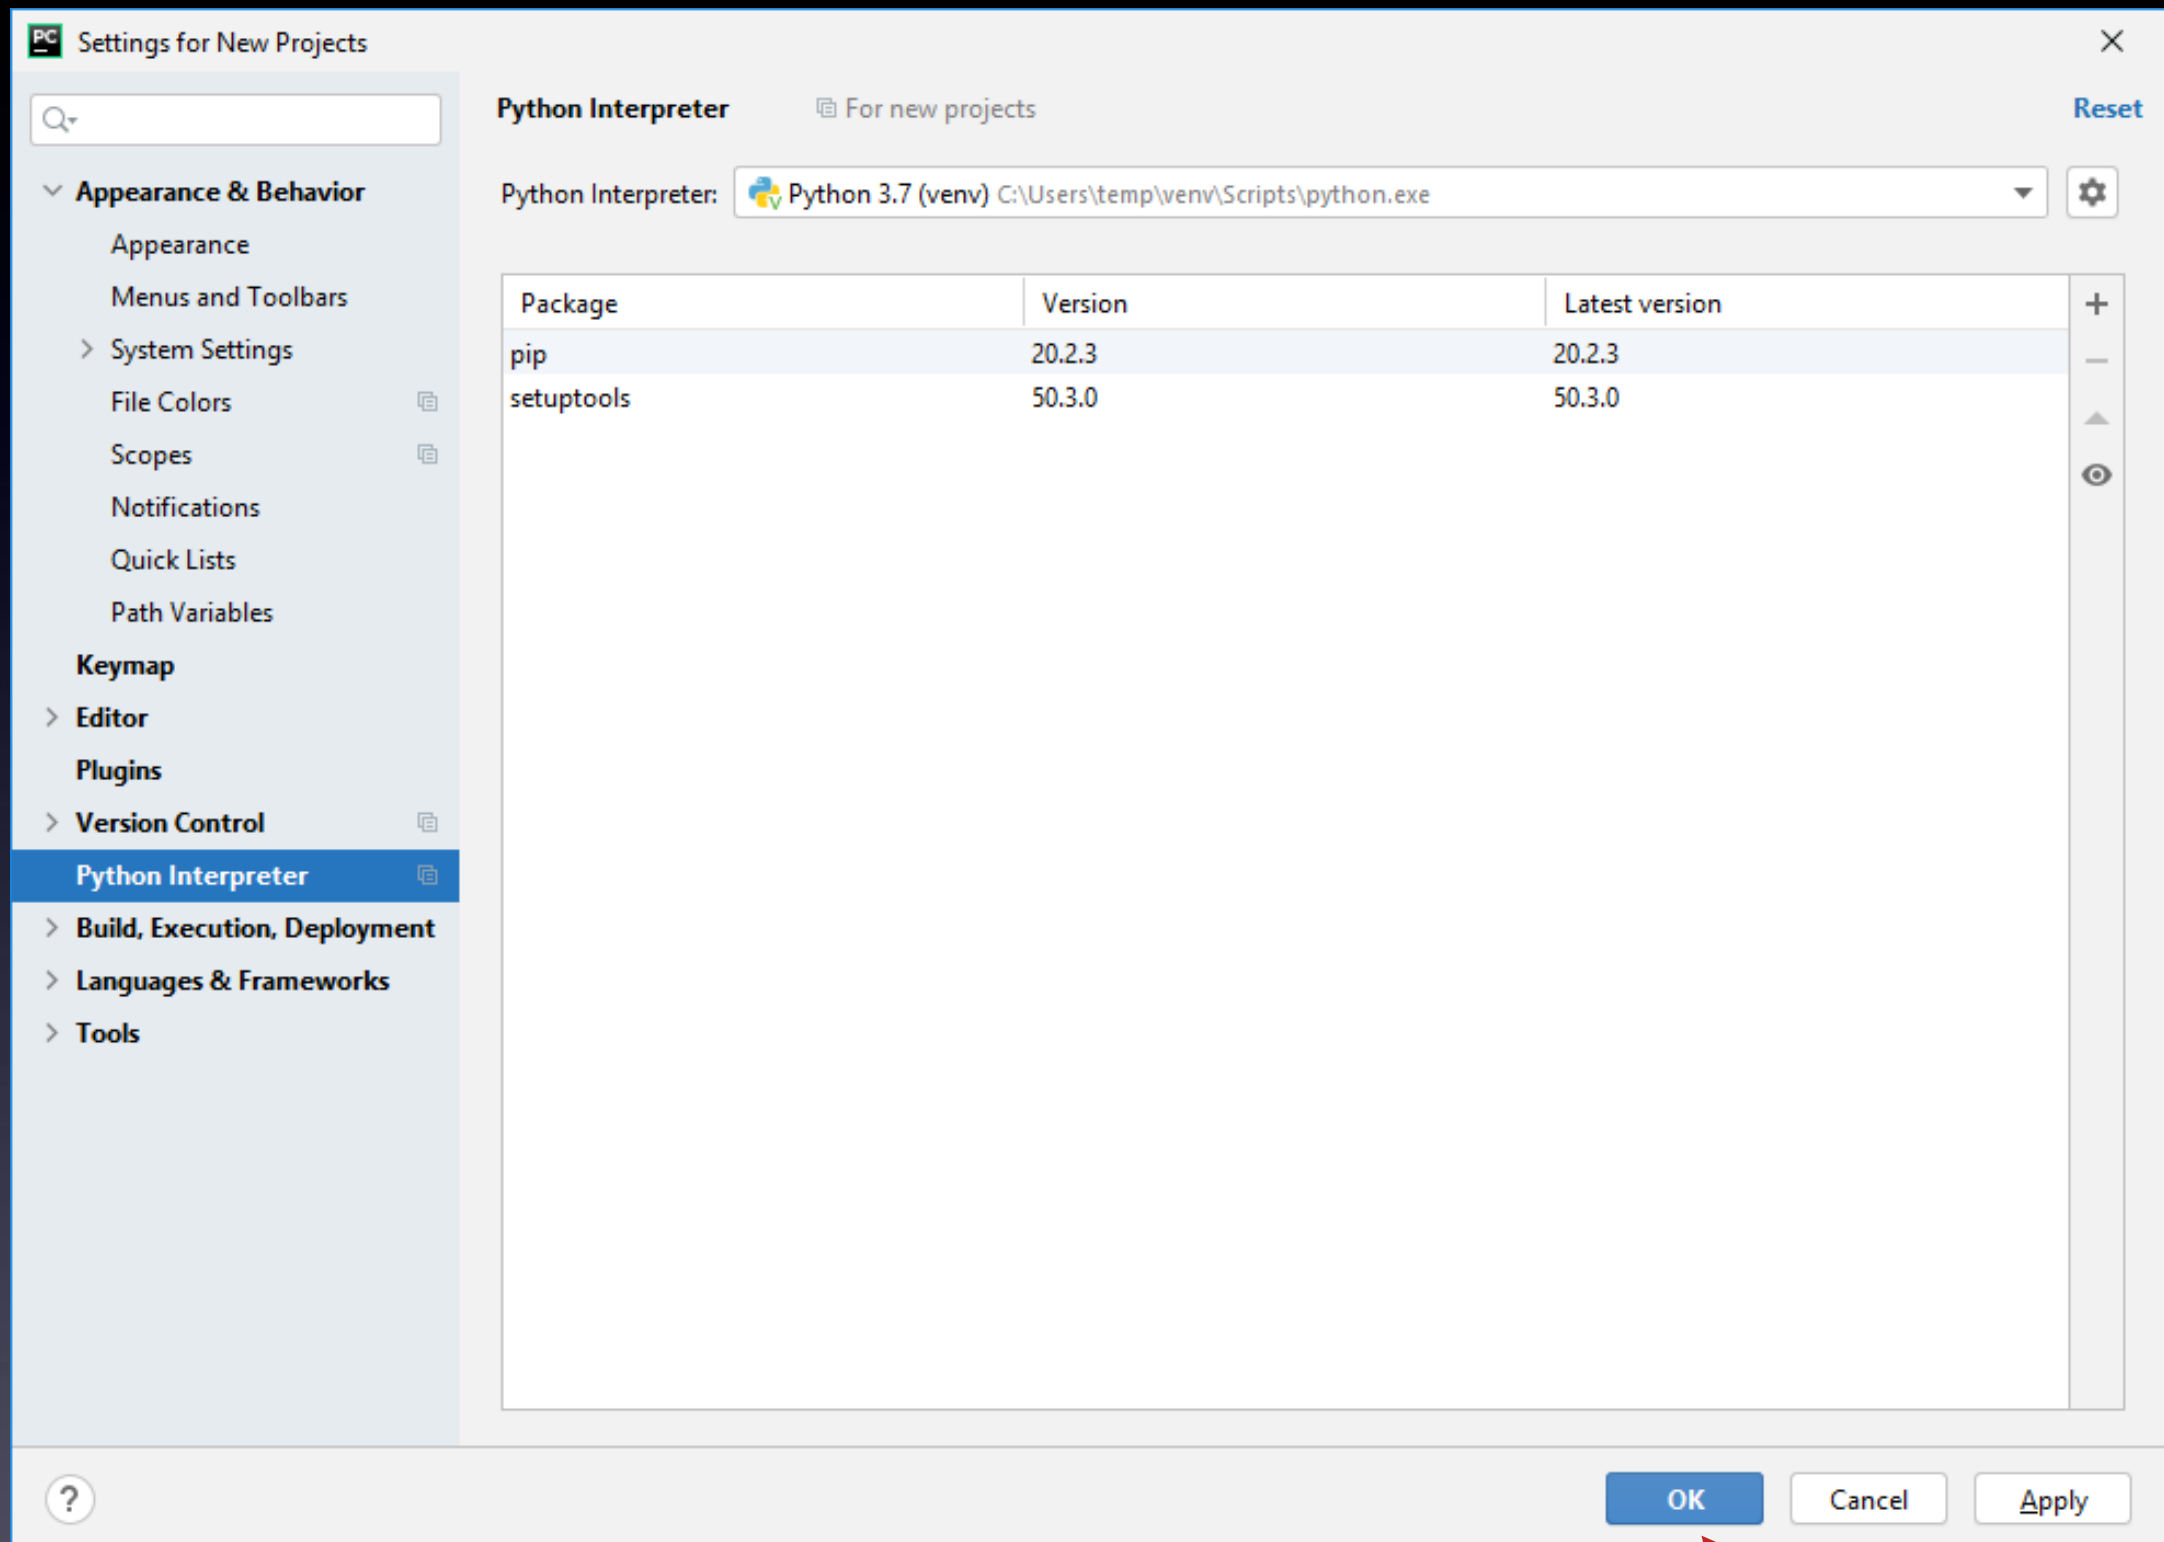 PC Settings for New Projects
Python Interpreter For new projects Reset
Appearance & Behavior
Appearance
Menus and Toolbars
System Settings
File Colors
Scopes
Notifications
Quick Lists
Path Variables
Keymap
Editor
Plugins
Version Control
Python Interpreter
Build, Execution, Deployment
Languages & Frameworks
Tools
Python Interpreter: Python 3.7 (venv) C:\Users\temp\venv\Scripts\python.exe
Package Version Latest version
pip 20.2.3 20.2.3
setuptools 50.3.0 50.3.0
? OK Cancel Apply